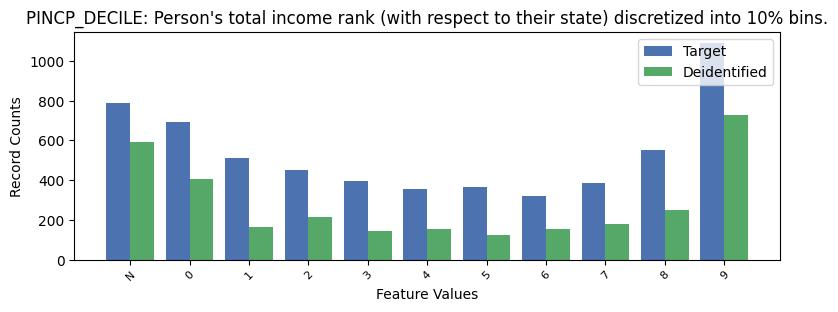 PINCP_DECILE: Person's total income rank (with respect to their state) discretized into 10% bins.
Target
Deidentified
1000
800
600
400
200
0
Record Counts
N 0 1 2 3 4 5 6 7 8 9
Feature Values